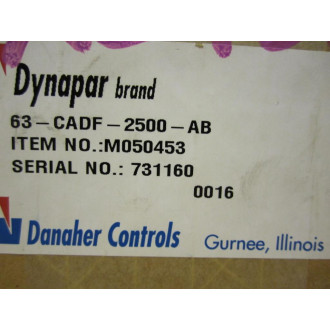 Dynapar brand
63-CADF-2500-AB
ITEM NO.:M050453
SERIAL NO.: 731160
0016
Danaher Controls Gurnee, Illinois